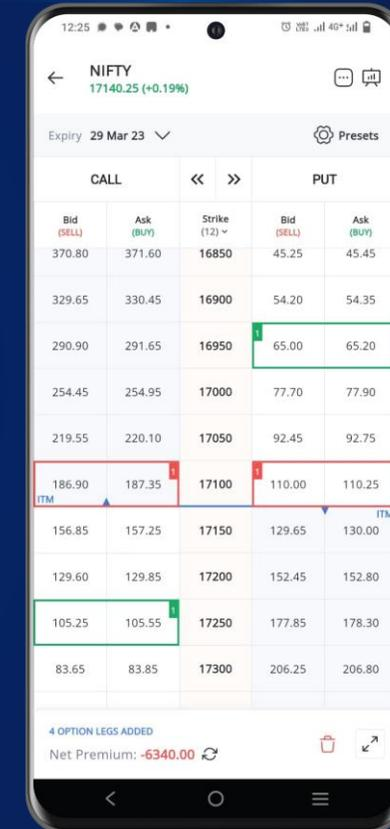 12:25 4G+
NIFTY
17140.25 (+0.19%)
Expiry 29 Mar 23 Presets
CALL « » PUT
Bid Ask Strike Bid Ask
(SELL) (BUY) (12) (SELL) (BUY)
370.80 371.60 16850 45.25 45.45
329.65 330.45 16900 54.20 54.35
1
290.90 291.65 16950 65.00 65.20
254.45 254.95 17000 77.70 77.90
219.55 220.10 17050 92.45 92.75
1 1
186.90 187.35 17100 110.00 110.25
ITM ITM
156.85 157.25 17150 129.65 130.00
129.60 129.85 17200 152.45 152.80
1
105.25 105.55 17250 177.85 178.30
83.65 83.85 17300 206.25 206.80
4 OPTION LEGS ADDED
Net Premium: -6340.00